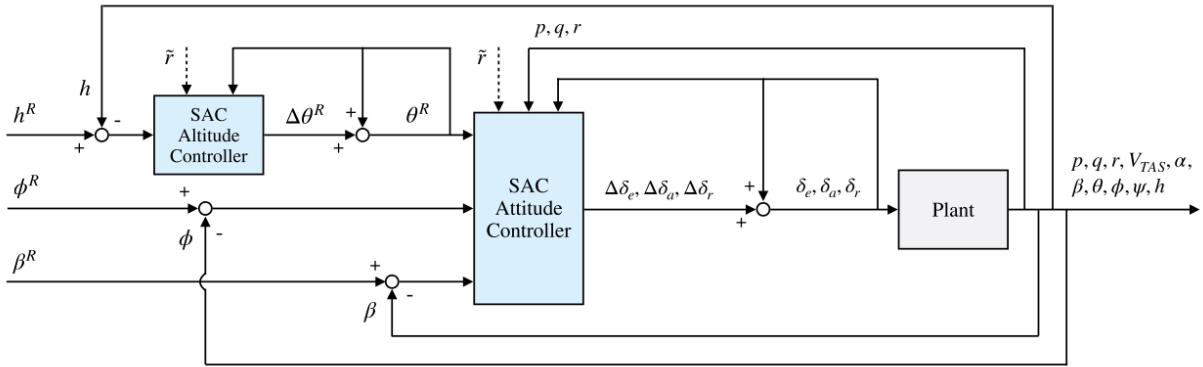 p, q, r
r̃
r̃
h
h^R
-
+
SAC
Altitude
Controller
Δθ^R
+
+
θ^R
ϕ^R
+
-
ϕ
SAC
Attitude
Controller
Δδ_e, Δδ_a, Δδ_r
+
+
δ_e, δ_a, δ_r
Plant
p, q, r, V_TAS, α,
β, θ, ϕ, ψ, h
β^R
+
-
β